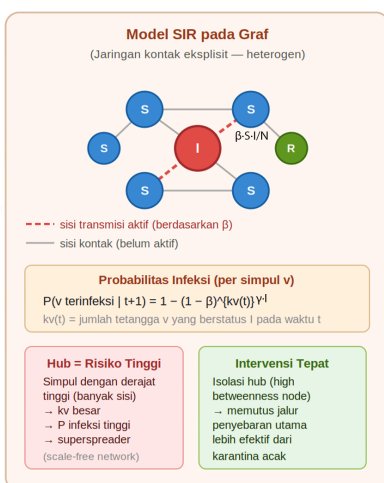 Model SIR pada Graf
(Jaringan kontak eksplisit — heterogen)
S
S
β·S·I/N
S
I
R
S
S
sisi transmisi aktif (berdasarkan β)
sisi kontak (belum aktif)
Probabilitas Infeksi (per simpul v)
P(v terinfeksi | t+1) = 1 − (1 − β)^{kv(t)} γ·I
kv(t) = jumlah tetangga v yang berstatus I pada waktu t
Hub = Risiko Tinggi
Simpul dengan derajat
tinggi (banyak sisi)
→ kv besar
→ P infeksi tinggi
→ superspreader
(scale-free network)
Intervensi Tepat
Isolasi hub (high
betweenness node)
→ memutus jalur
penyebaran utama
lebih efektif dari
karantina acak